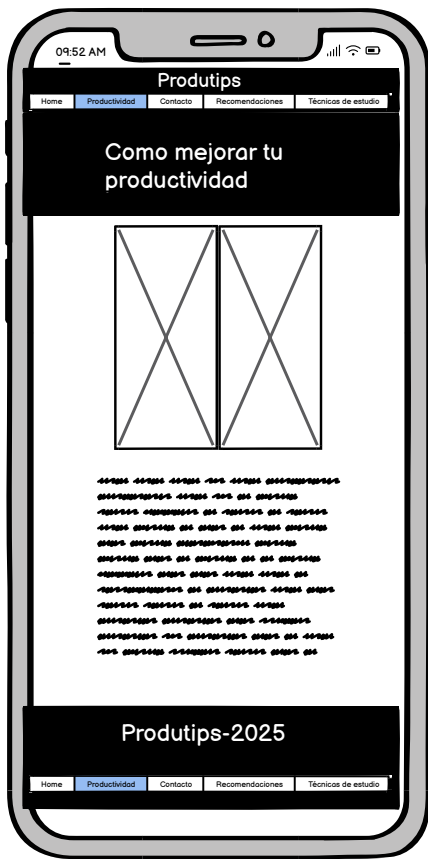 09:52 AM
Produtips
Home Productividad Contacto Recomendaciones Técnicas de estudio
Como mejorar tu
productividad
Produtips-2025
Home Productividad Contacto Recomendaciones Técnicas de estudio